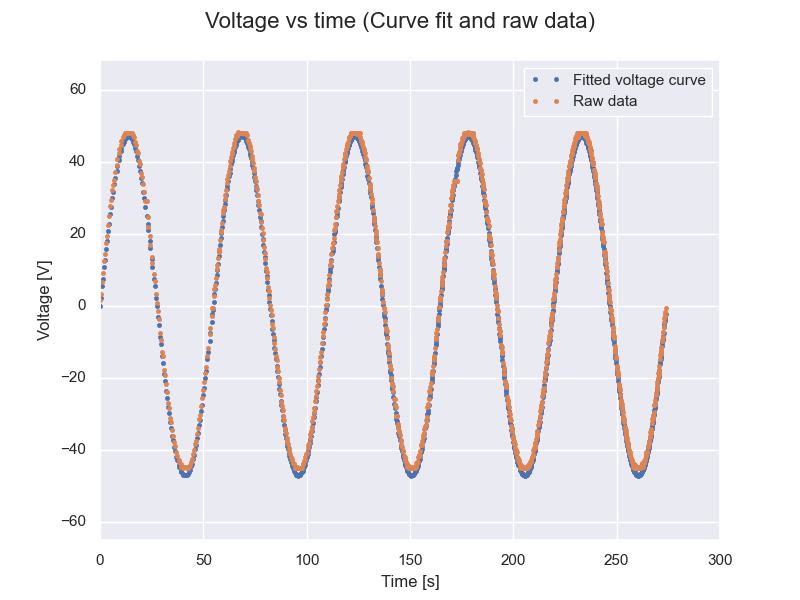 Voltage vs time (Curve fit and raw data)
Fitted voltage curve
Raw data
60
40
20
0
−20
−40
−60
Voltage [V]
0 50 100 150 200 250 300
Time [s]